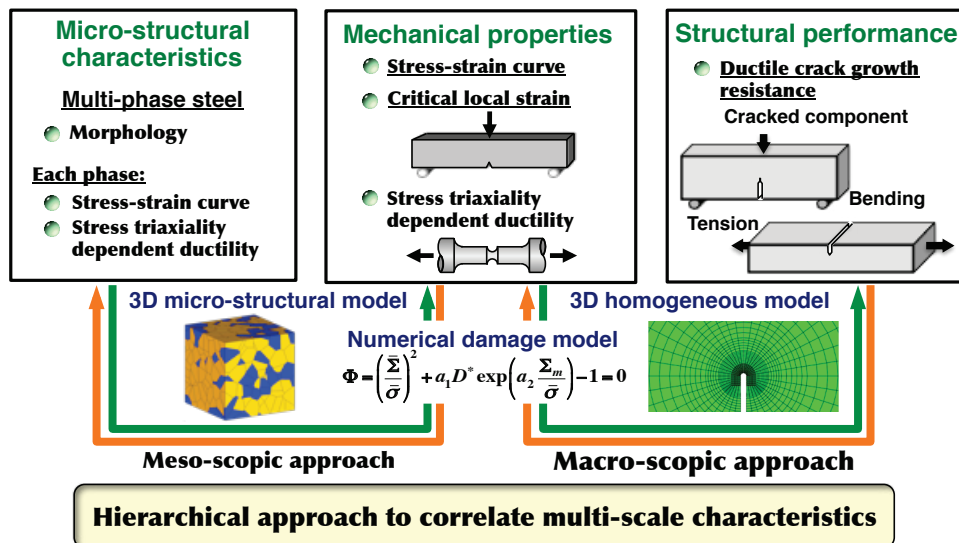 Micro-structural
characteristics
Multi-phase steel
Morphology
Each phase:
Stress-strain curve
Stress triaxiality
dependent ductility
Mechanical properties
Stress-strain curve
Critical local strain
Stress triaxiality
dependent ductility
Structural performance
Ductile crack growth
resistance
Cracked component
Bending
Tension
3D micro-structural model
3D homogeneous model
Numerical damage model
Φ=(Σ̄/σ̄)²+a₁D* exp(a₂ Σₘ/σ̄)−1=0
Meso-scopic approach
Macro-scopic approach
Hierarchical approach to correlate multi-scale characteristics